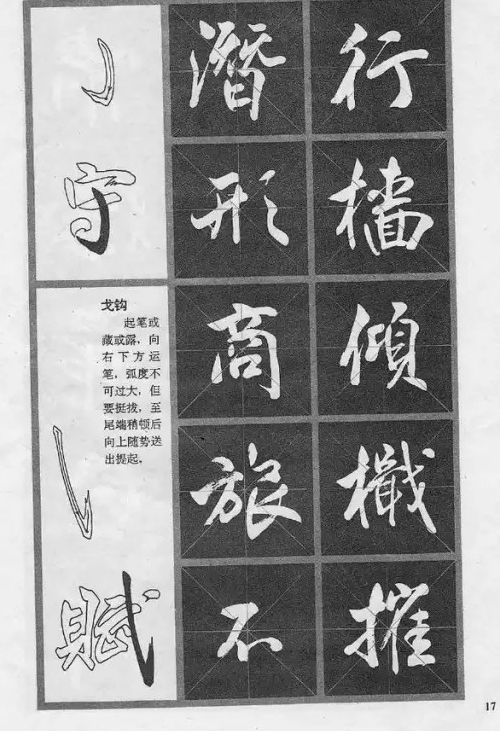 守
戈钩
起笔或
藏或露，向
右下方运
笔，弧度不
可过大，但
要挺拔，至
尾端稍顿后
向上随势送
出提起。
賦
潜
形
商
旅
不
行
檣
傾
檝
摧
17